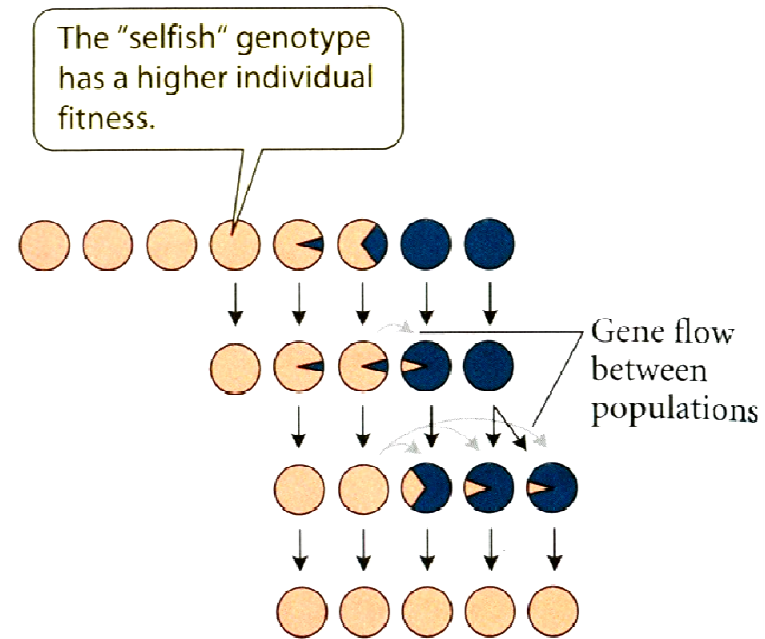 The "selfish" genotype
has a higher individual
fitness.
Gene flow
between
populations